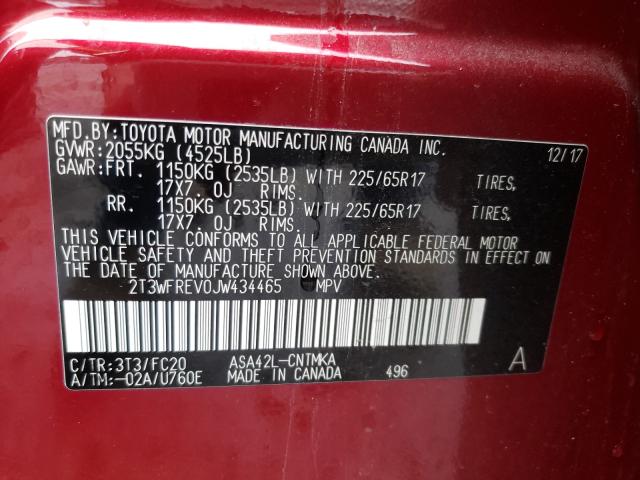 MFD.BY:TOYOTA MOTOR MANUFACTURING CANADA INC. 12/17
GVWR:2055KG (4525LB)
GAWR:FRT. 1150KG (2535LB) WITH 225/65R17 TIRES,
17X7.0J RIMS.
RR. 1150KG (2535LB) WITH 225/65R17 TIRES,
17X7.0J RIMS.
THIS VEHICLE CONFORMS TO ALL APPLICABLE FEDERAL MOTOR
VEHICLE SAFETY AND THEFT PREVENTION STANDARDS IN EFFECT ON
THE DATE OF MANUFACTURE SHOWN ABOVE.
2T3WFREV0JW434465 MPV
C/TR:3T3/FC20 ASA42L-CNTMKA A
A/TM:-02A/U760E MADE IN CANADA 496